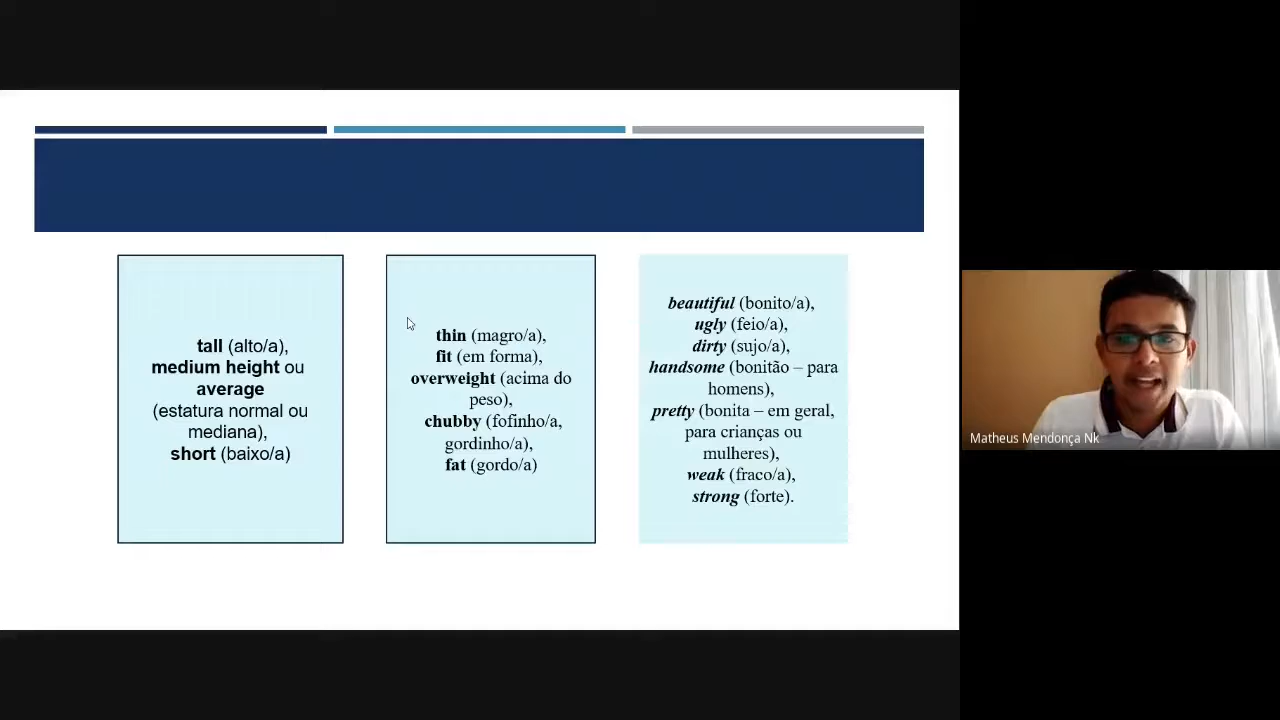 tall (alto/a),
medium height ou
average
(estatura normal ou
mediana),
short (baixo/a)
thin (magro/a),
fit (em forma),
overweight (acima do
peso),
chubby (fofinho/a,
gordinho/a),
fat (gordo/a)
beautiful (bonito/a),
ugly (feio/a),
dirty (sujo/a),
handsome (bonitão – para
homens),
pretty (bonita – em geral,
para crianças ou
mulheres),
weak (fraco/a),
strong (forte).
Matheus Mendonça Nk